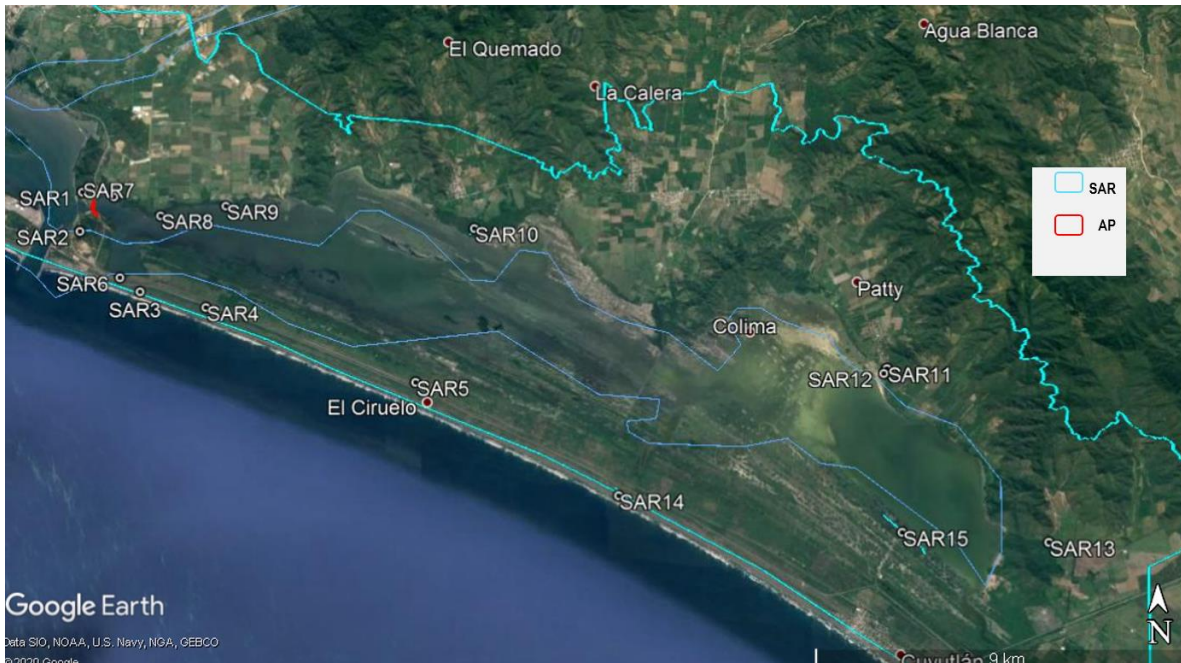 Agua Blanca
El Quemado
La Calera
SAR
AP
SAR1
SAR7
SAR8
SAR9
SAR2
SAR10
SAR6
SAR3
SAR4
Patty
Colima
SAR12
SAR11
SAR5
El Ciruelo
SAR14
SAR15
SAR13
Google Earth
N
Data SIO, NOAA, U.S. Navy, NGA, GEBCO
© 2020 Google
Cuyutlán
9 km